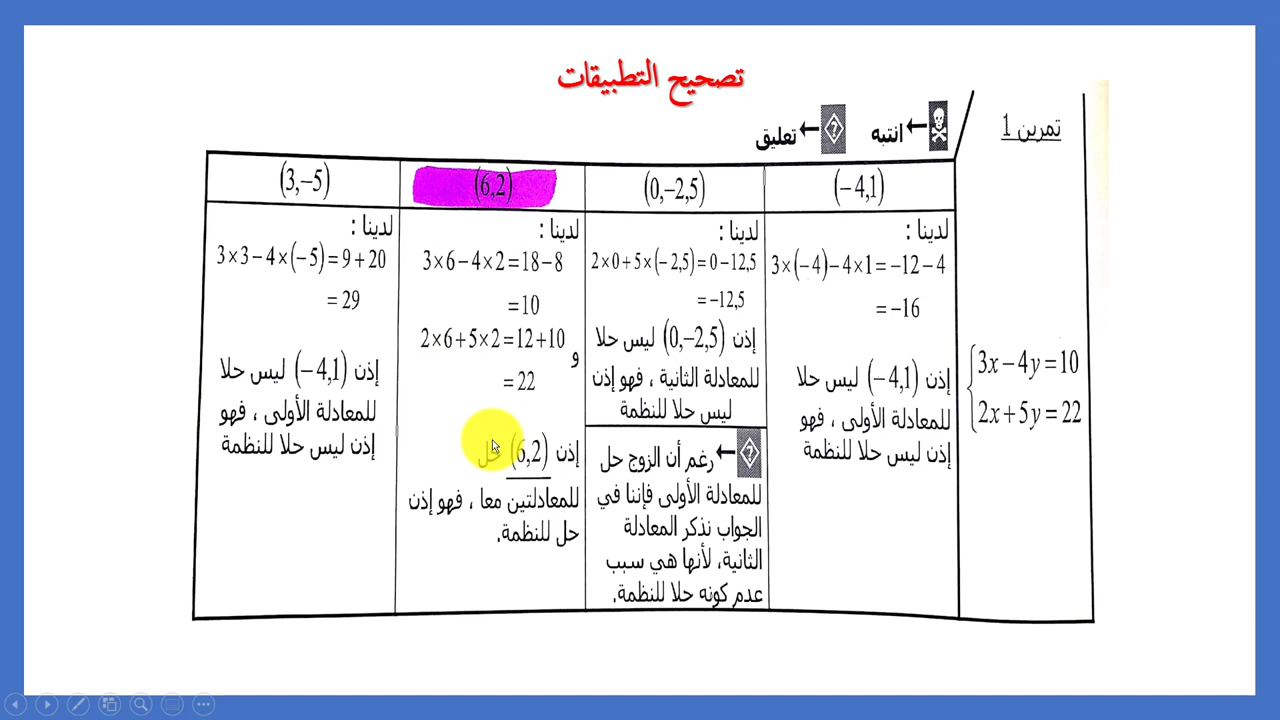 تصحيح التطبيقات
تمرين 1
انتبه ← تعليق ←
{3x − 4y = 10
2x + 5y = 22
(−4,1)
لدينا :
3×(−4)−4×1 = −12−4
= −16
إذن (−4,1) ليس حلا
للمعادلة الأولى ، فهو
إذن ليس حلا للنظمة
(0,−2,5)
لدينا :
2×0+5×(−2,5)=0−12,5
= −12,5
إذن (0,−2,5) ليس حلا
للمعادلة الثانية ، فهو إذن
ليس حلا للنظمة
← رغم أن الزوج حل
للمعادلة الأولى فإننا في
الجواب نذكر المعادلة
الثانية، لأنها هي سبب
عدم كونه حلا للنظمة.
(6,2)
لدينا :
3×6−4×2=18−8
=10
و 2×6+5×2=12+10
= 22
إذن (6,2) حل
للمعادلتين معا ، فهو إذن
حل للنظمة.
(3,−5)
لدينا :
3×3−4×(−5)=9+20
= 29
إذن (−4,1) ليس حلا
للمعادلة الأولى ، فهو
إذن ليس حلا للنظمة